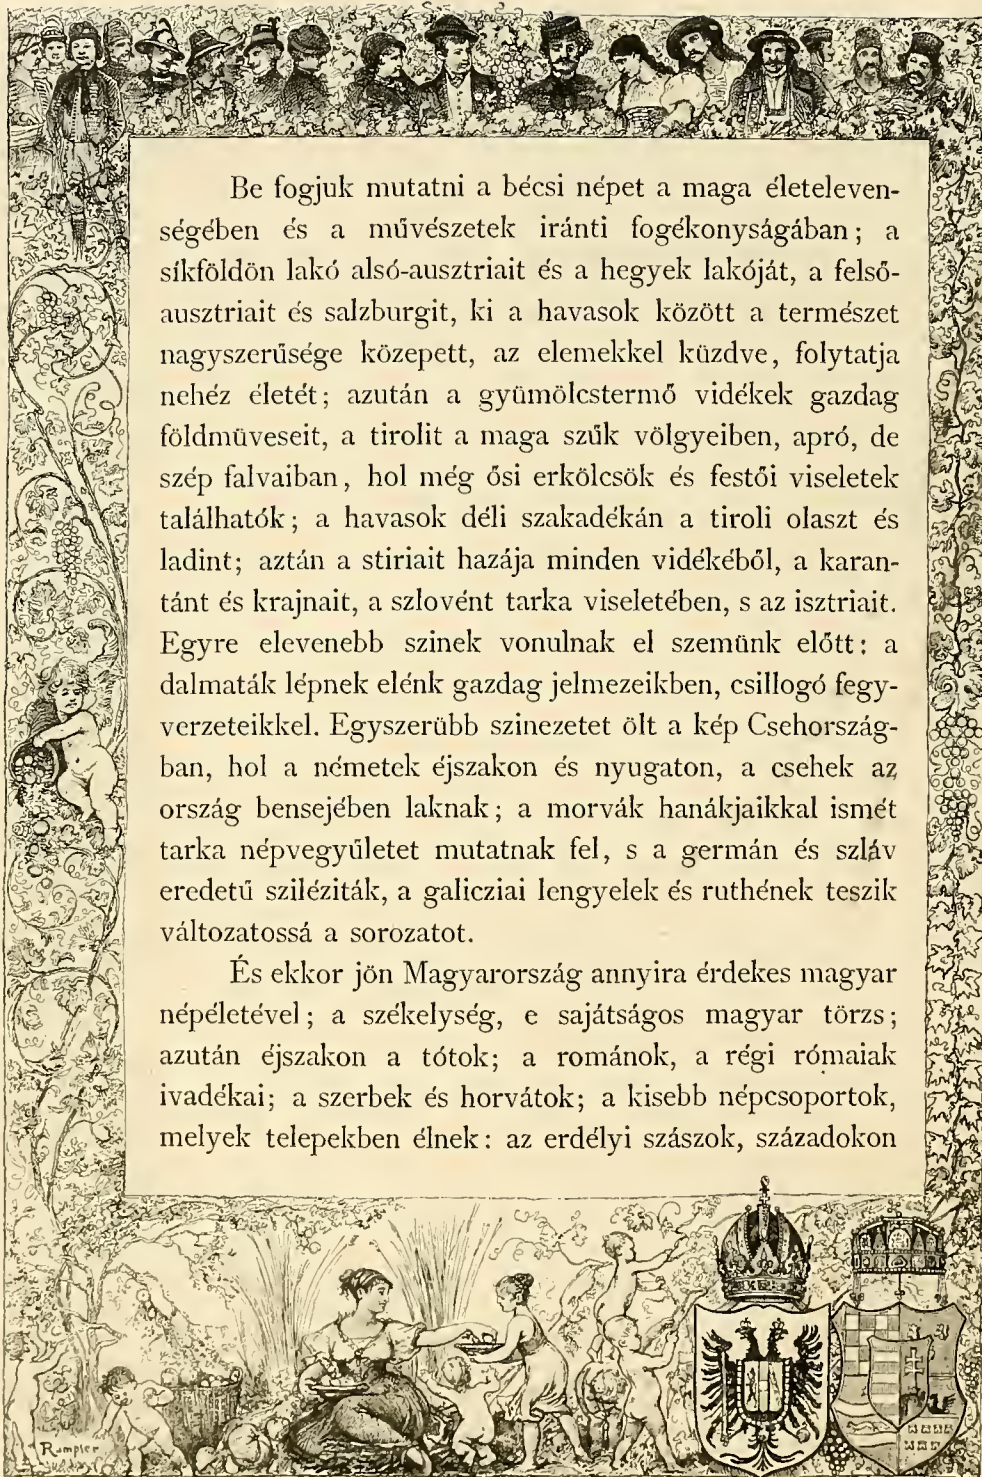 Be fogjuk mutatni a bécsi népet a maga életeleven-
ségében és a művészetek iránti fogékonyságában; a
síkföldön lakó alsó-ausztriait és a hegyek lakóját, a felső-
ausztriait és salzburgit, ki a havasok között a természet
nagyszerűsége közepett, az elemekkel küzdve, folytatja
nehéz életét; azután a gyümölcstermő vidékek gazdag
földmüveseit, a tirolit a maga szűk völgyeiben, apró, de
szép falvaiban, hol még ősi erkölcsök és festői viseletek
találhatók; a havasok déli szakadékán a tiroli olaszt és
ladint; aztán a stiriait hazája minden vidékéből, a karan-
tánt és krajnait, a szlovént tarka viseletében, s az isztriait.
Egyre elevenebb szinek vonulnak el szemünk előtt: a
dalmaták lépnek elénk gazdag jelmezeikben, csillogó fegy-
verzeteikkel. Egyszerübb szinezetet ölt a kép Csehország-
ban, hol a németek éjszakon és nyugaton, a csehek az
ország bensejében laknak; a morvák hanákjaikkal ismét
tarka népvegyűletet mutatnak fel, s a germán és szláv
eredetű sziléziták, a galicziai lengyelek és ruthének teszik
változatossá a sorozatot.
És ekkor jön Magyarország annyira érdekes magyar
népéletével; a székelység, e sajátságos magyar törzs;
azután éjszakon a tótok; a románok, a régi rómaiak
ivadékai; a szerbek és horvátok; a kisebb népcsoportok,
melyek telepekben élnek: az erdélyi szászok, századokon
Rumpler